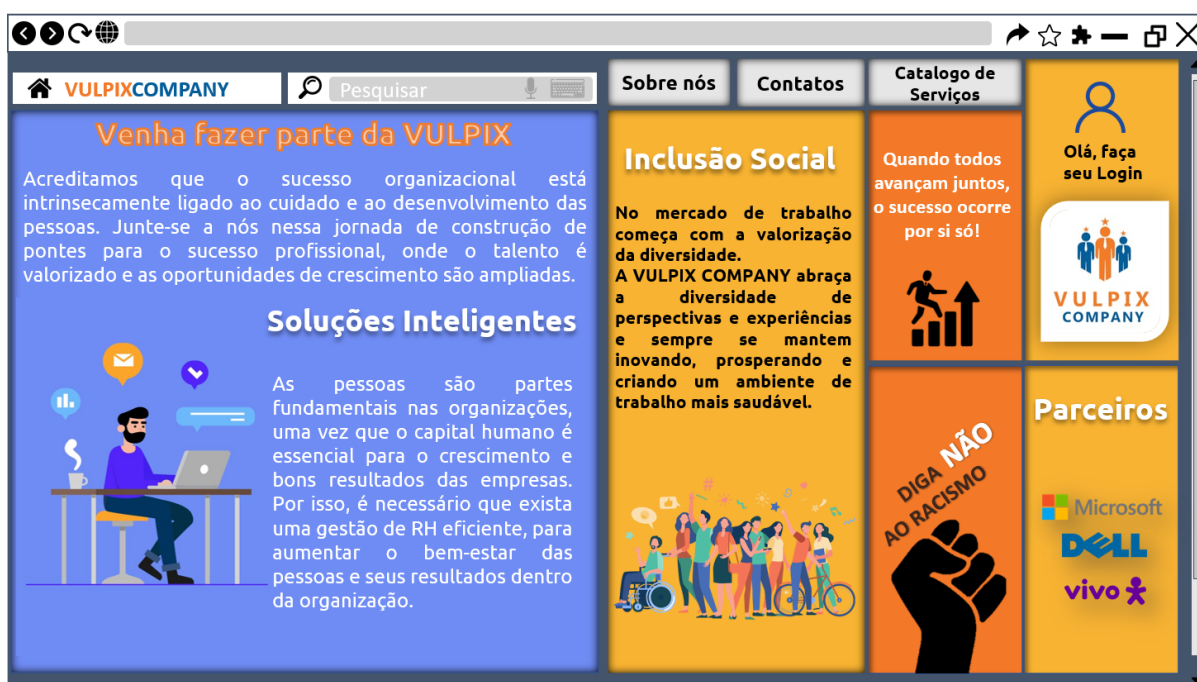 VULPIXCOMPANY
Pesquisar
Sobre nós
Contatos
Catalogo de
Serviços
Venha fazer parte da VULPIX
Acreditamos que o sucesso organizacional está
intrinsecamente ligado ao cuidado e ao desenvolvimento das
pessoas. Junte-se a nós nessa jornada de construção de
pontes para o sucesso profissional, onde o talento é
valorizado e as oportunidades de crescimento são ampliadas.
Soluções Inteligentes
As pessoas são partes
fundamentais nas organizações,
uma vez que o capital humano é
essencial para o crescimento e
bons resultados das empresas.
Por isso, é necessário que exista
uma gestão de RH eficiente, para
aumentar o bem-estar das
pessoas e seus resultados dentro
da organização.
Inclusão Social
No mercado de trabalho
começa com a valorização
da diversidade.
A VULPIX COMPANY abraça
a diversidade de
perspectivas e experiências
e sempre se mantem
inovando, prosperando e
criando um ambiente de
trabalho mais saudável.
Quando todos
avançam juntos,
o sucesso ocorre
por si só!
DIGA NÃO
AO RACISMO
Olá, faça
seu Login
VULPIX
COMPANY
Parceiros
Microsoft
DELL
vivo